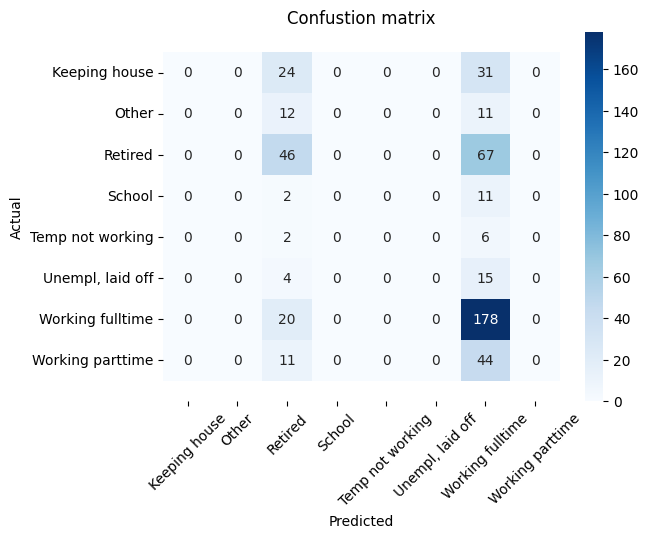 Confustion matrix
Keeping house 0 0 24 0 0 0 31 0
Other 0 0 12 0 0 0 11 0
Retired 0 0 46 0 0 0 67 0
School 0 0 2 0 0 0 11 0
Temp not working 0 0 2 0 0 0 6 0
Unempl, laid off 0 0 4 0 0 0 15 0
Working fulltime 0 0 20 0 0 0 178 0
Working parttime 0 0 11 0 0 0 44 0
Actual
Keeping house Other Retired School Temp not working Unempl, laid off Working fulltime Working parttime
Predicted
160
140
120
100
80
60
40
20
0